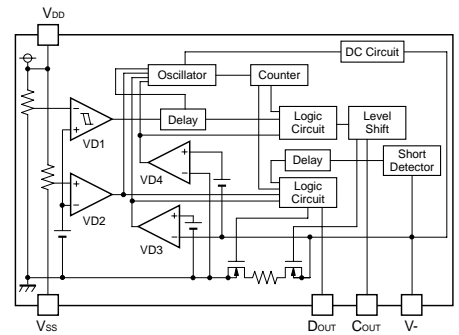 VDD
DC Circuit
Oscillator
Counter
−
+
VD1
Delay
Logic
Circuit
Level
Shift
−
+
VD4
Delay
Short
Detector
+
−
VD2
Logic
Circuit
+
−
VD3
VSS
DOUT
COUT
V-